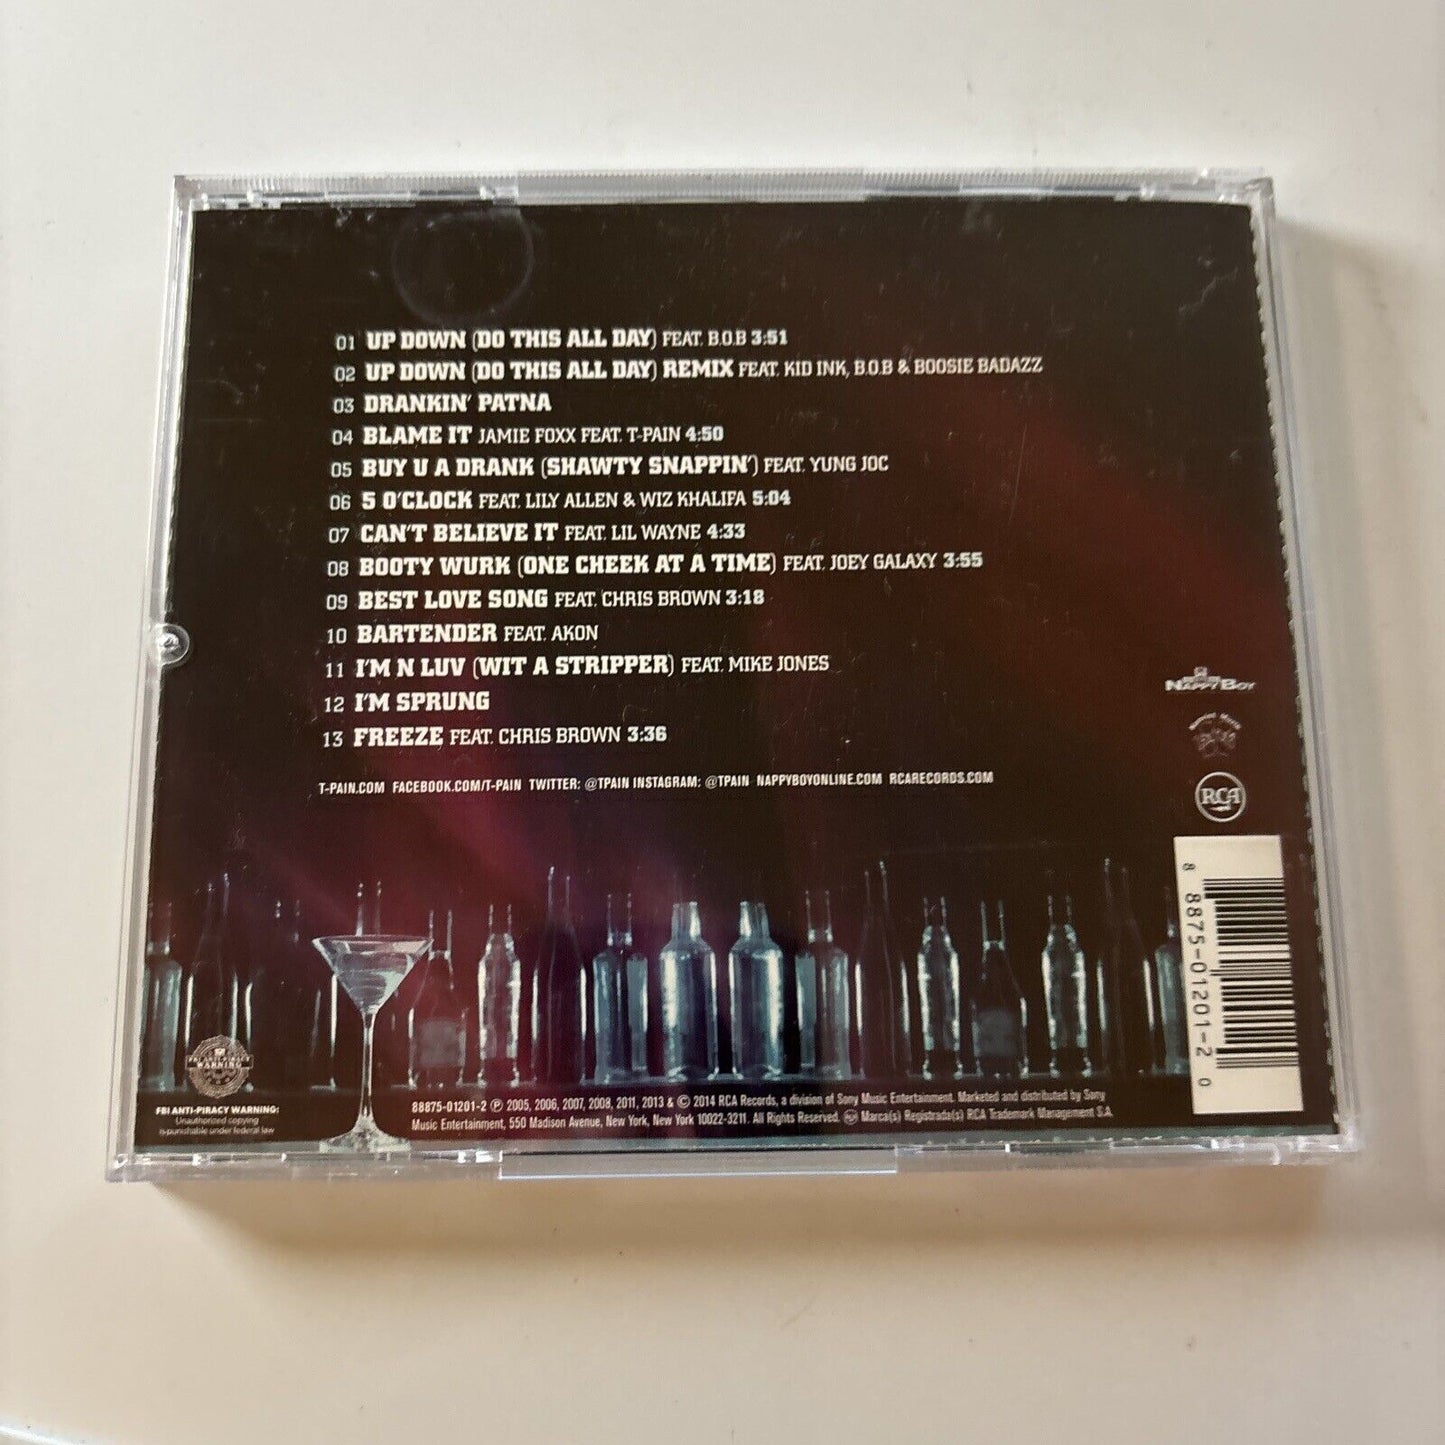 01 UP DOWN (DO THIS ALL DAY) FEAT. B.O.B 3:51
02 UP DOWN (DO THIS ALL DAY) REMIX FEAT. KID INK, B.O.B & BOOSIE BADAZZ
03 DRANKIN' PATNA
04 BLAME IT JAMIE FOXX FEAT. T-PAIN 4:50
05 BUY U A DRANK (SHAWTY SNAPPIN') FEAT. YUNG JOC
06 5 O'CLOCK FEAT. LILY ALLEN & WIZ KHALIFA 5:04
07 CAN'T BELIEVE IT FEAT. LIL WAYNE 4:33
08 BOOTY WURK (ONE CHEEK AT A TIME) FEAT. JOEY GALAXY 3:55
09 BEST LOVE SONG FEAT. CHRIS BROWN 3:18
10 BARTENDER FEAT. AKON
11 I'M N LUV (WIT A STRIPPER) FEAT. MIKE JONES
12 I'M SPRUNG
13 FREEZE FEAT. CHRIS BROWN 3:36
T-PAIN.COM FACEBOOK.COM/T-PAIN TWITTER: @TPAIN INSTAGRAM: @TPAIN NAPPYBOYONLINE.COM RCARECORDS.COM
NAPPY BOY
RCA
8 8875-01201-2 0
FBI ANTI-PIRACY
WARNING
FBI ANTI-PIRACY WARNING:
Unauthorized copying
is punishable under federal law
88875-01201-2 ℗ 2005, 2006, 2007, 2008, 2011, 2013 & © 2014 RCA Records, a division of Sony Music Entertainment. Marketed and distributed by Sony
Music Entertainment, 550 Madison Avenue, New York, New York 10022-3211. All Rights Reserved. RCA Marca(s) Registrada(s) RCA Trademark Management S.A.